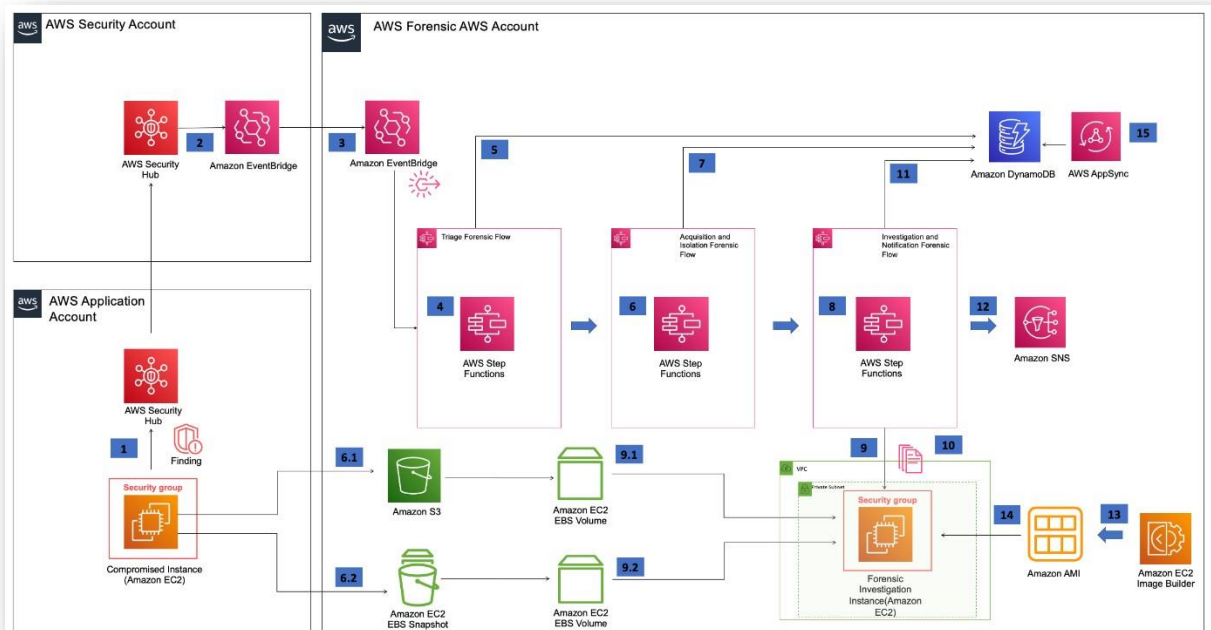 aws
AWS Security Account
AWS Security
Hub
2
Amazon EventBridge
aws
AWS Forensic AWS Account
3
Amazon EventBridge
5
7
11
Amazon DynamoDB
15
AWS AppSync
Triage Forensic Flow
4
AWS Step
Functions
Acquisition and
Isolation Forensic
Flow
6
AWS Step
Functions
Investigation and
Notification Forensic
Flow
8
AWS Step
Functions
12
Amazon SNS
aws
AWS Application
Account
AWS Security
Hub
1
Finding
Security group
Compromised Instance
(Amazon EC2)
6.1
Amazon S3
9.1
Amazon EC2
EBS Volume
6.2
Amazon EC2
EBS Snapshot
9.2
Amazon EC2
EBS Volume
9
10
VPC
Private Subnet
Security group
Forensic
Investigation
Instance(Amazon
EC2)
14
Amazon AMI
13
Amazon EC2
Image Builder